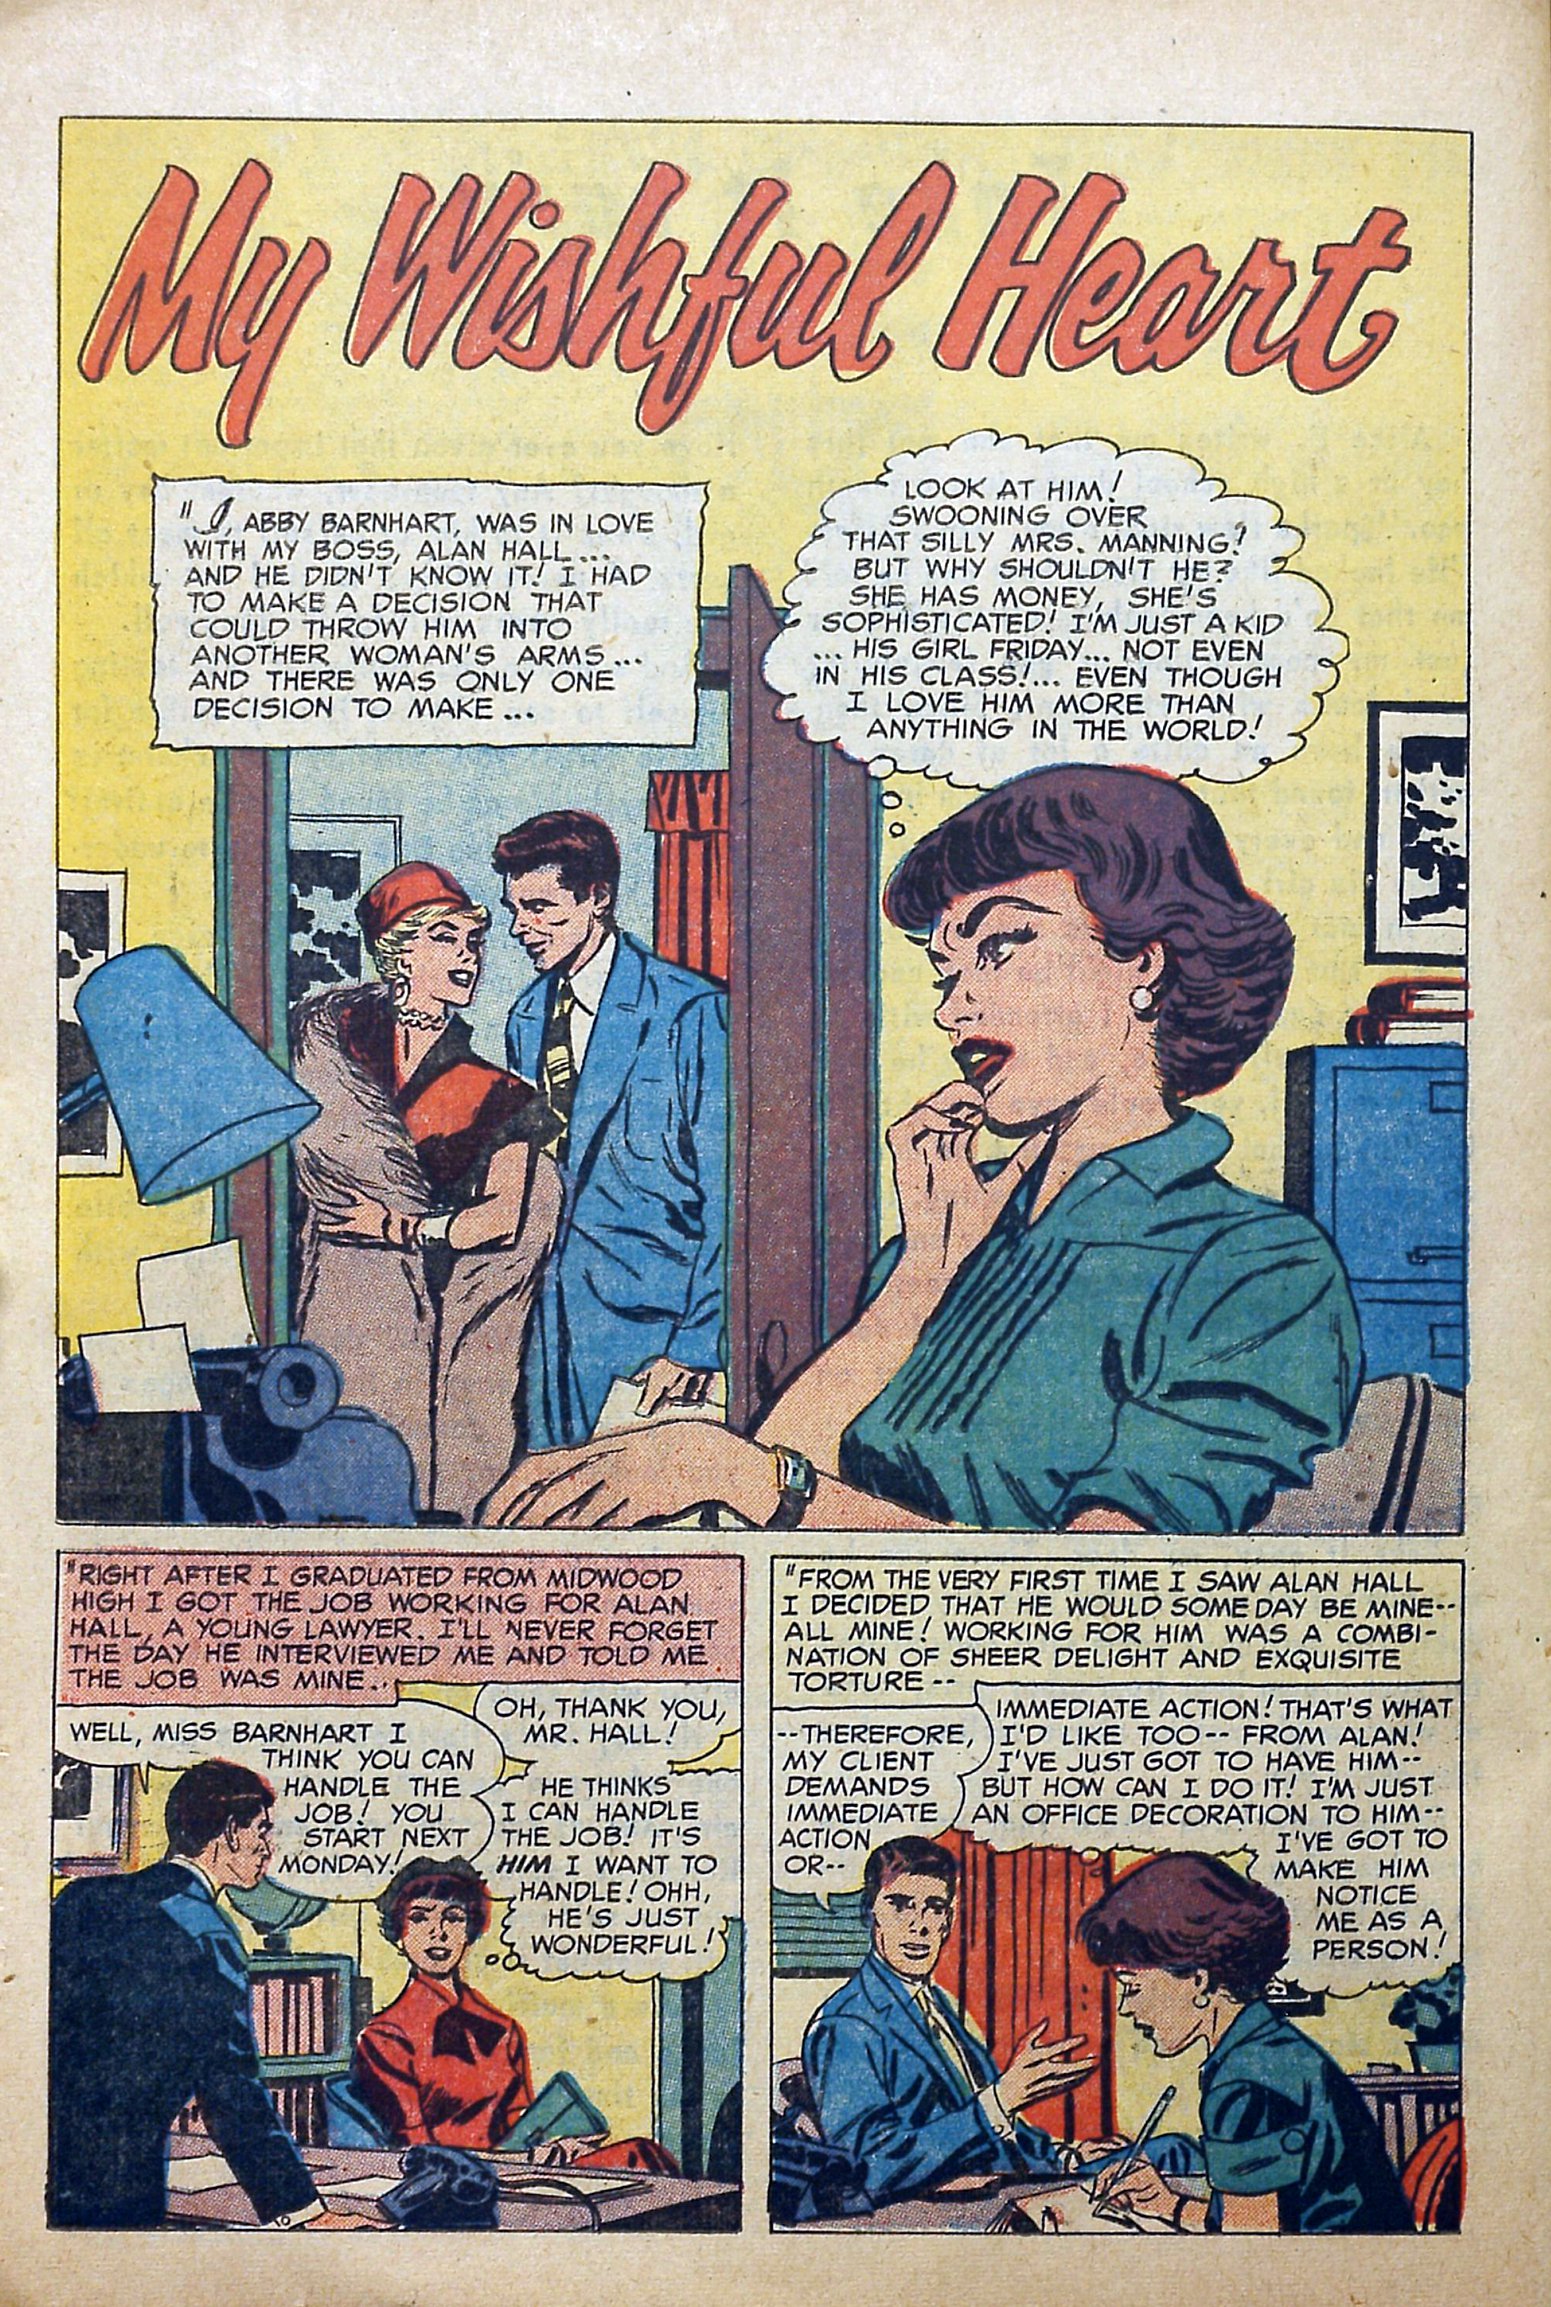 My Wishful Heart
"I, ABBY BARNHART, WAS IN LOVE
WITH MY BOSS, ALAN HALL...
AND HE DIDN'T KNOW IT! I HAD
TO MAKE A DECISION THAT
COULD THROW HIM INTO
ANOTHER WOMAN'S ARMS...
AND THERE WAS ONLY ONE
DECISION TO MAKE...
LOOK AT HIM!
SWOONING OVER
THAT SILLY MRS. MANNING!
BUT WHY SHOULDN'T HE?
SHE HAS MONEY, SHE'S
SOPHISTICATED! I'M JUST A KID
... HIS GIRL FRIDAY... NOT EVEN
IN HIS CLASS!... EVEN THOUGH
I LOVE HIM MORE THAN
ANYTHING IN THE WORLD!
"RIGHT AFTER I GRADUATED FROM MIDWOOD
HIGH I GOT THE JOB WORKING FOR ALAN
HALL, A YOUNG LAWYER. I'LL NEVER FORGET
THE DAY HE INTERVIEWED ME AND TOLD ME
THE JOB WAS MINE...
WELL, MISS BARNHART I
THINK YOU CAN
HANDLE THE
JOB! YOU
START NEXT
MONDAY!
OH, THANK YOU,
MR. HALL!
HE THINKS
I CAN HANDLE
THE JOB! IT'S
HIM I WANT TO
HANDLE! OHH,
HE'S JUST
WONDERFUL!
10
"FROM THE VERY FIRST TIME I SAW ALAN HALL
I DECIDED THAT HE WOULD SOMEDAY BE MINE--
ALL MINE! WORKING FOR HIM WAS A COMBI-
NATION OF SHEER DELIGHT AND EXQUISITE
TORTURE --
--THEREFORE,
MY CLIENT
DEMANDS
IMMEDIATE
ACTION
OR--
IMMEDIATE ACTION! THAT'S WHAT
I'D LIKE TOO-- FROM ALAN!
I'VE JUST GOT TO HAVE HIM--
BUT HOW CAN I DO IT! I'M JUST
AN OFFICE DECORATION TO HIM--
I'VE GOT TO
MAKE HIM
NOTICE
ME AS A
PERSON!